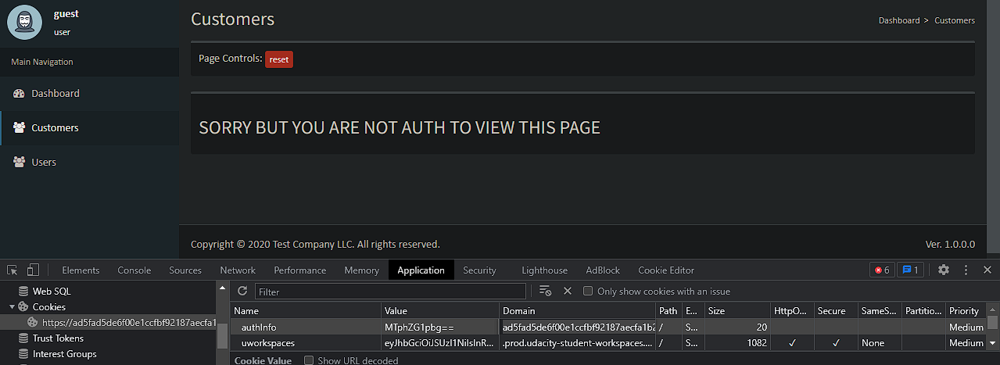 guest
user
Main Navigation
Dashboard
Customers
Users
Customers
Dashboard > Customers
Page Controls: reset
SORRY BUT YOU ARE NOT AUTH TO VIEW THIS PAGE
Copyright © 2020 Test Company LLC. All rights reserved.
Ver. 1.0.0.0
Elements Console Sources Network Performance Memory Application Security Lighthouse AdBlock Cookie Editor 6 1
Web SQL
Cookies
https://ad5fad5de6f00e1ccfbf92187aecfa1
Trust Tokens
Interest Groups
Filter Only show cookies with an issue
Name Value Domain Path E... Size HttpO... Secure SameS... Partitio... Priority
authInfo MTphZG1pbg== ad5fad5de6f00e1ccfbf92187aecfa1b2 / S... 20 Medium
uworkspaces eyJhbGciOiJSUzI1NiIsInR... .prod.udacity-student-workspaces.... / S... 1082 ✓ ✓ None Medium
Cookie Value Show URL decoded